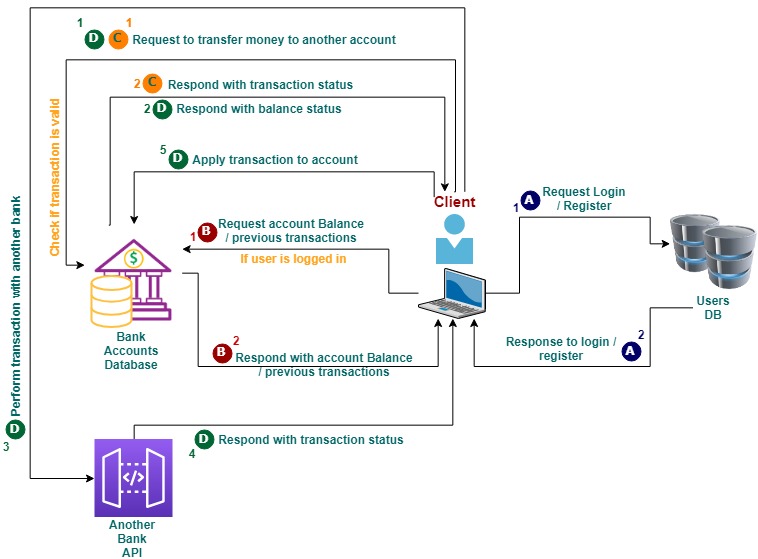 1 1
D C Request to transfer money to another account
2 C Respond with transaction status
2 D Respond with balance status
5 D Apply transaction to account
Check if transaction is valid
Client
1 A Request Login
/ Register
1 B Request account Balance
/ previous transactions
If user is logged in
$
Users
DB
Bank
Accounts
Database
B 2 Respond with account Balance
/ previous transactions
Response to login /
register
A 2
3 D Perform transaction with another bank
4 D Respond with transaction status
</>
Another
Bank
API